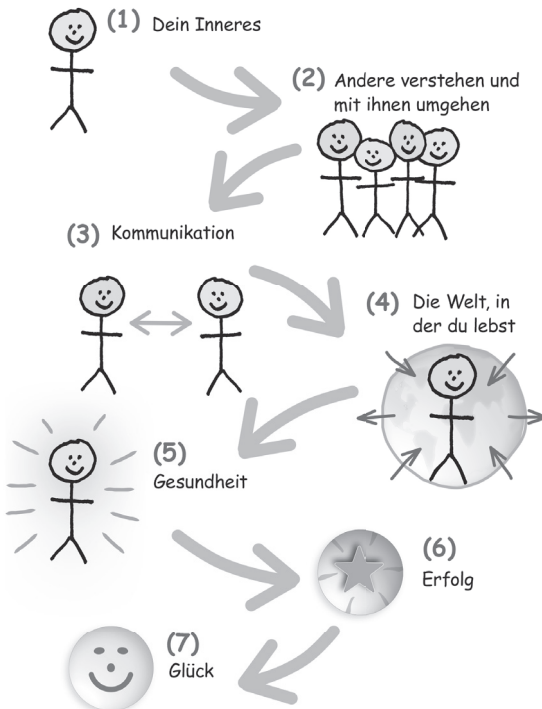 (1) Dein Inneres
(2) Andere verstehen und
mit ihnen umgehen
(3) Kommunikation
(4) Die Welt, in
der du lebst
(5)
Gesundheit
(6)
Erfolg
(7)
Glück